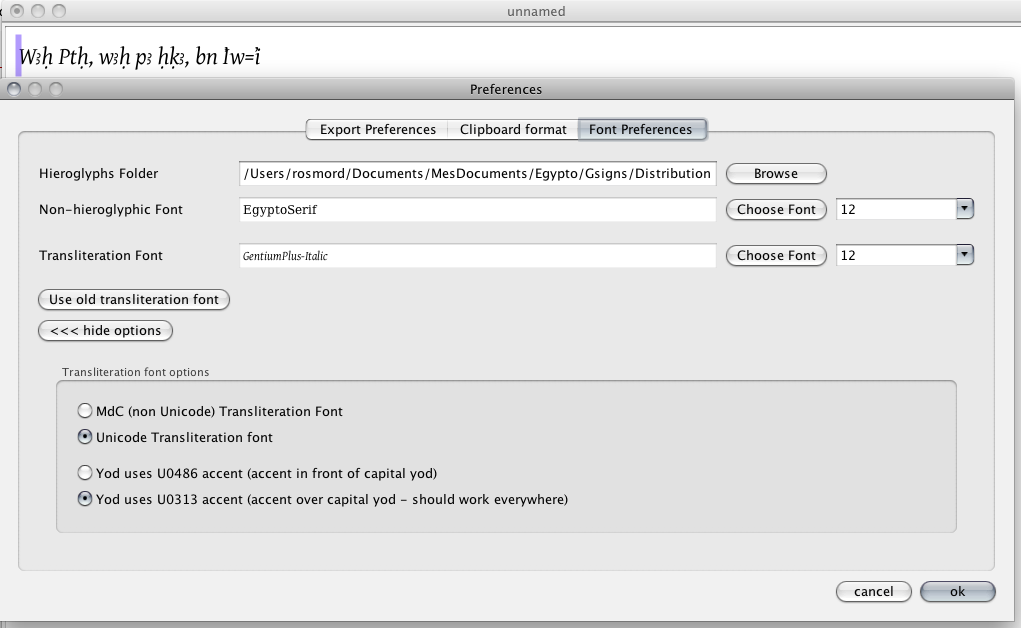 unnamed
Wꜣḥ Ptḥ, wꜣḥ pꜣ ḥḳꜣ, bn I̓w=i̓
Preferences
Export Preferences Clipboard format Font Preferences
Hieroglyphs Folder /Users/rosmord/Documents/MesDocuments/Egypto/Gsigns/Distribution Browse
Non-hieroglyphic Font EgyptoSerif Choose Font 12
Transliteration Font GentiumPlus-Italic Choose Font 12
Use old transliteration font
<<< hide options
Transliteration font options
MdC (non Unicode) Transliteration Font
Unicode Transliteration font
Yod uses U0486 accent (accent in front of capital yod)
Yod uses U0313 accent (accent over capital yod - should work everywhere)
cancel ok